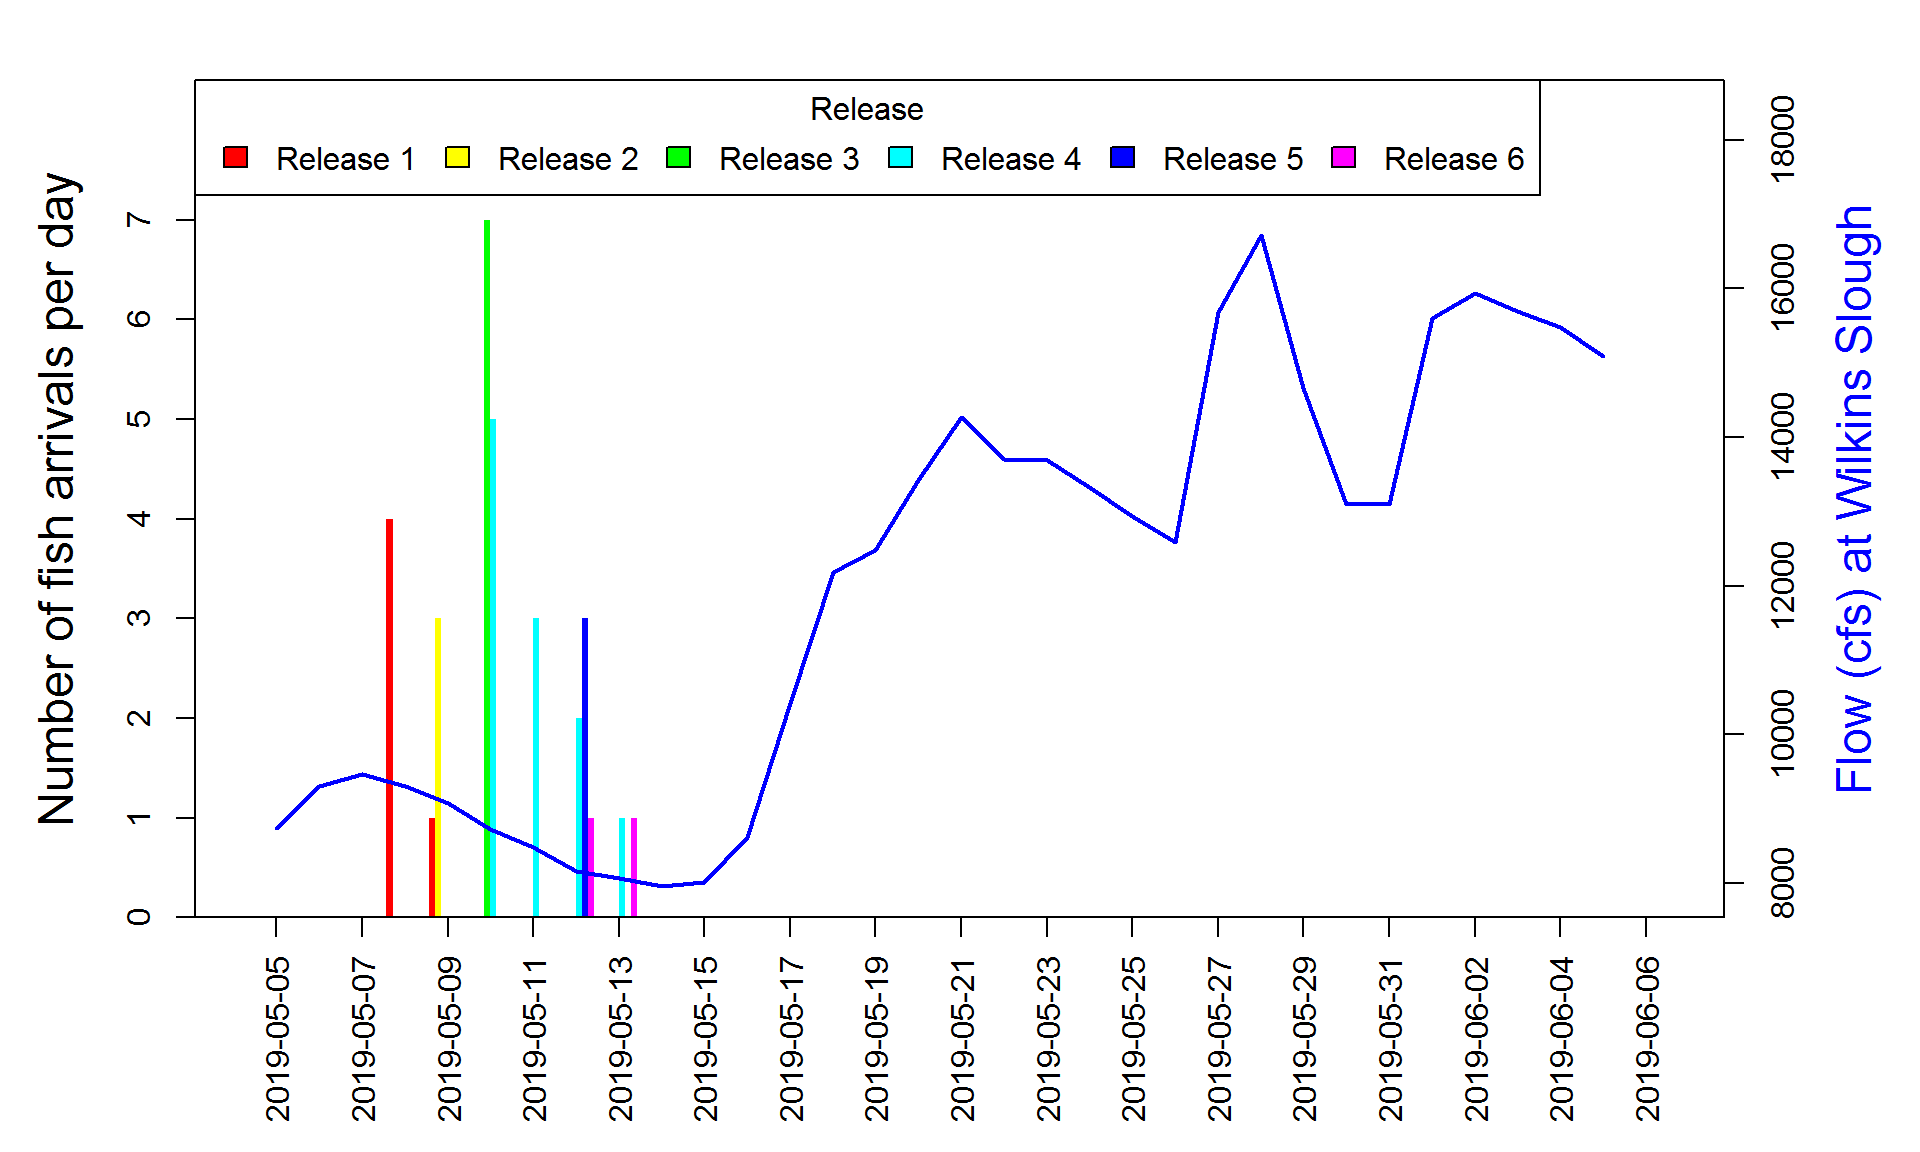 Release
Release 1 Release 2 Release 3 Release 4 Release 5 Release 6
Number of fish arrivals per day
0 1 2 3 4 5 6 7
2019-05-05 2019-05-07 2019-05-09 2019-05-11 2019-05-13 2019-05-15 2019-05-17 2019-05-19 2019-05-21 2019-05-23 2019-05-25 2019-05-27 2019-05-29 2019-05-31 2019-06-02 2019-06-04 2019-06-06
8000 10000 12000 14000 16000 18000
Flow (cfs) at Wilkins Slough